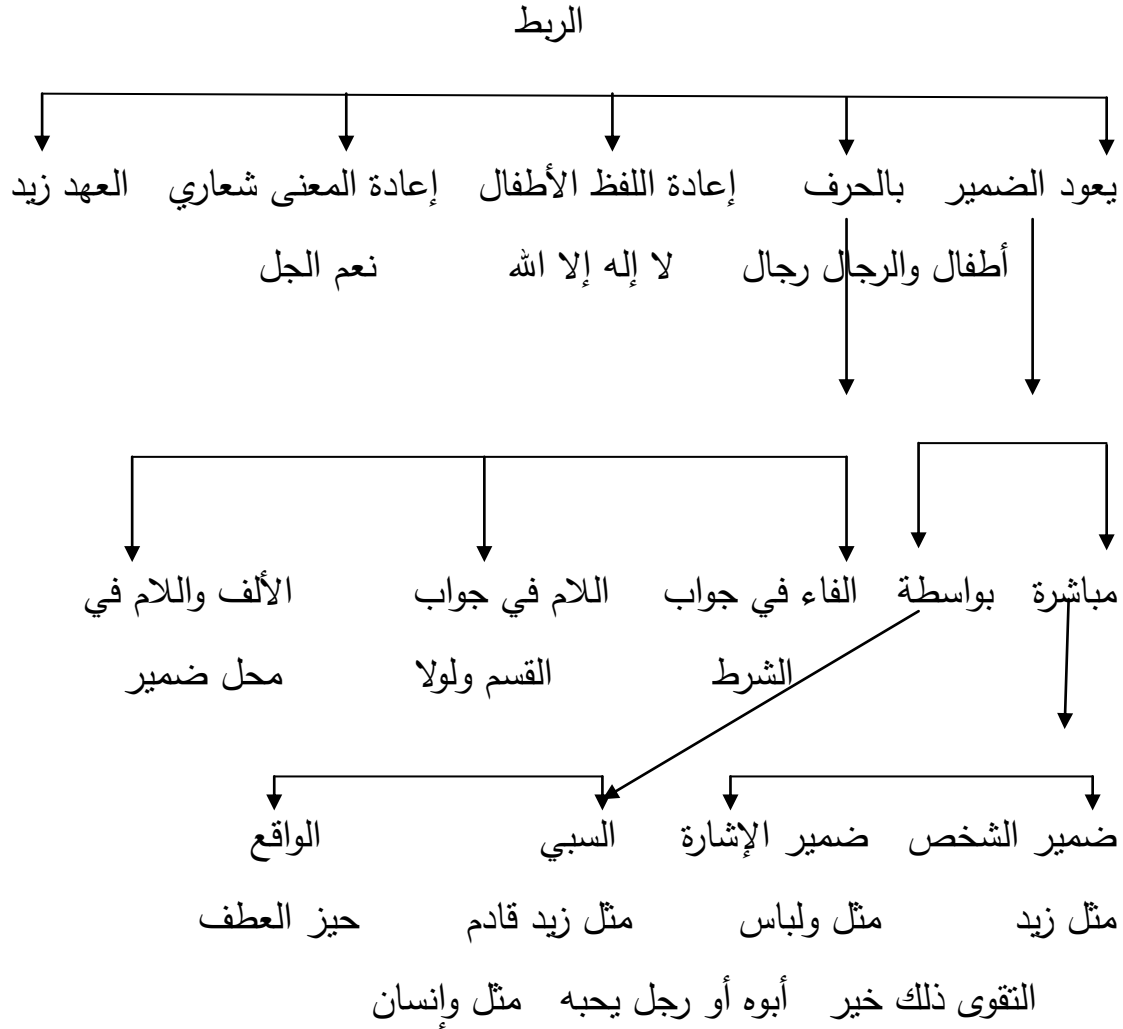 الربط
يعود الضمير بالحرف إعادة اللفظ الأطفال إعادة المعنى شعاري العهد زيد
أطفال والرجال رجال لا إله إلا الله نعم الجل
مباشرة بواسطة الفاء في جواب اللام في جواب الألف واللام في
الشرط القسم ولولا محل ضمير
ضمير الشخص ضمير الإشارة السبي الواقع
مثل زيد مثل ولباس مثل زيد قادم حيز العطف
التقوى ذلك خير أبوه أو رجل يحبه مثل وإنسان